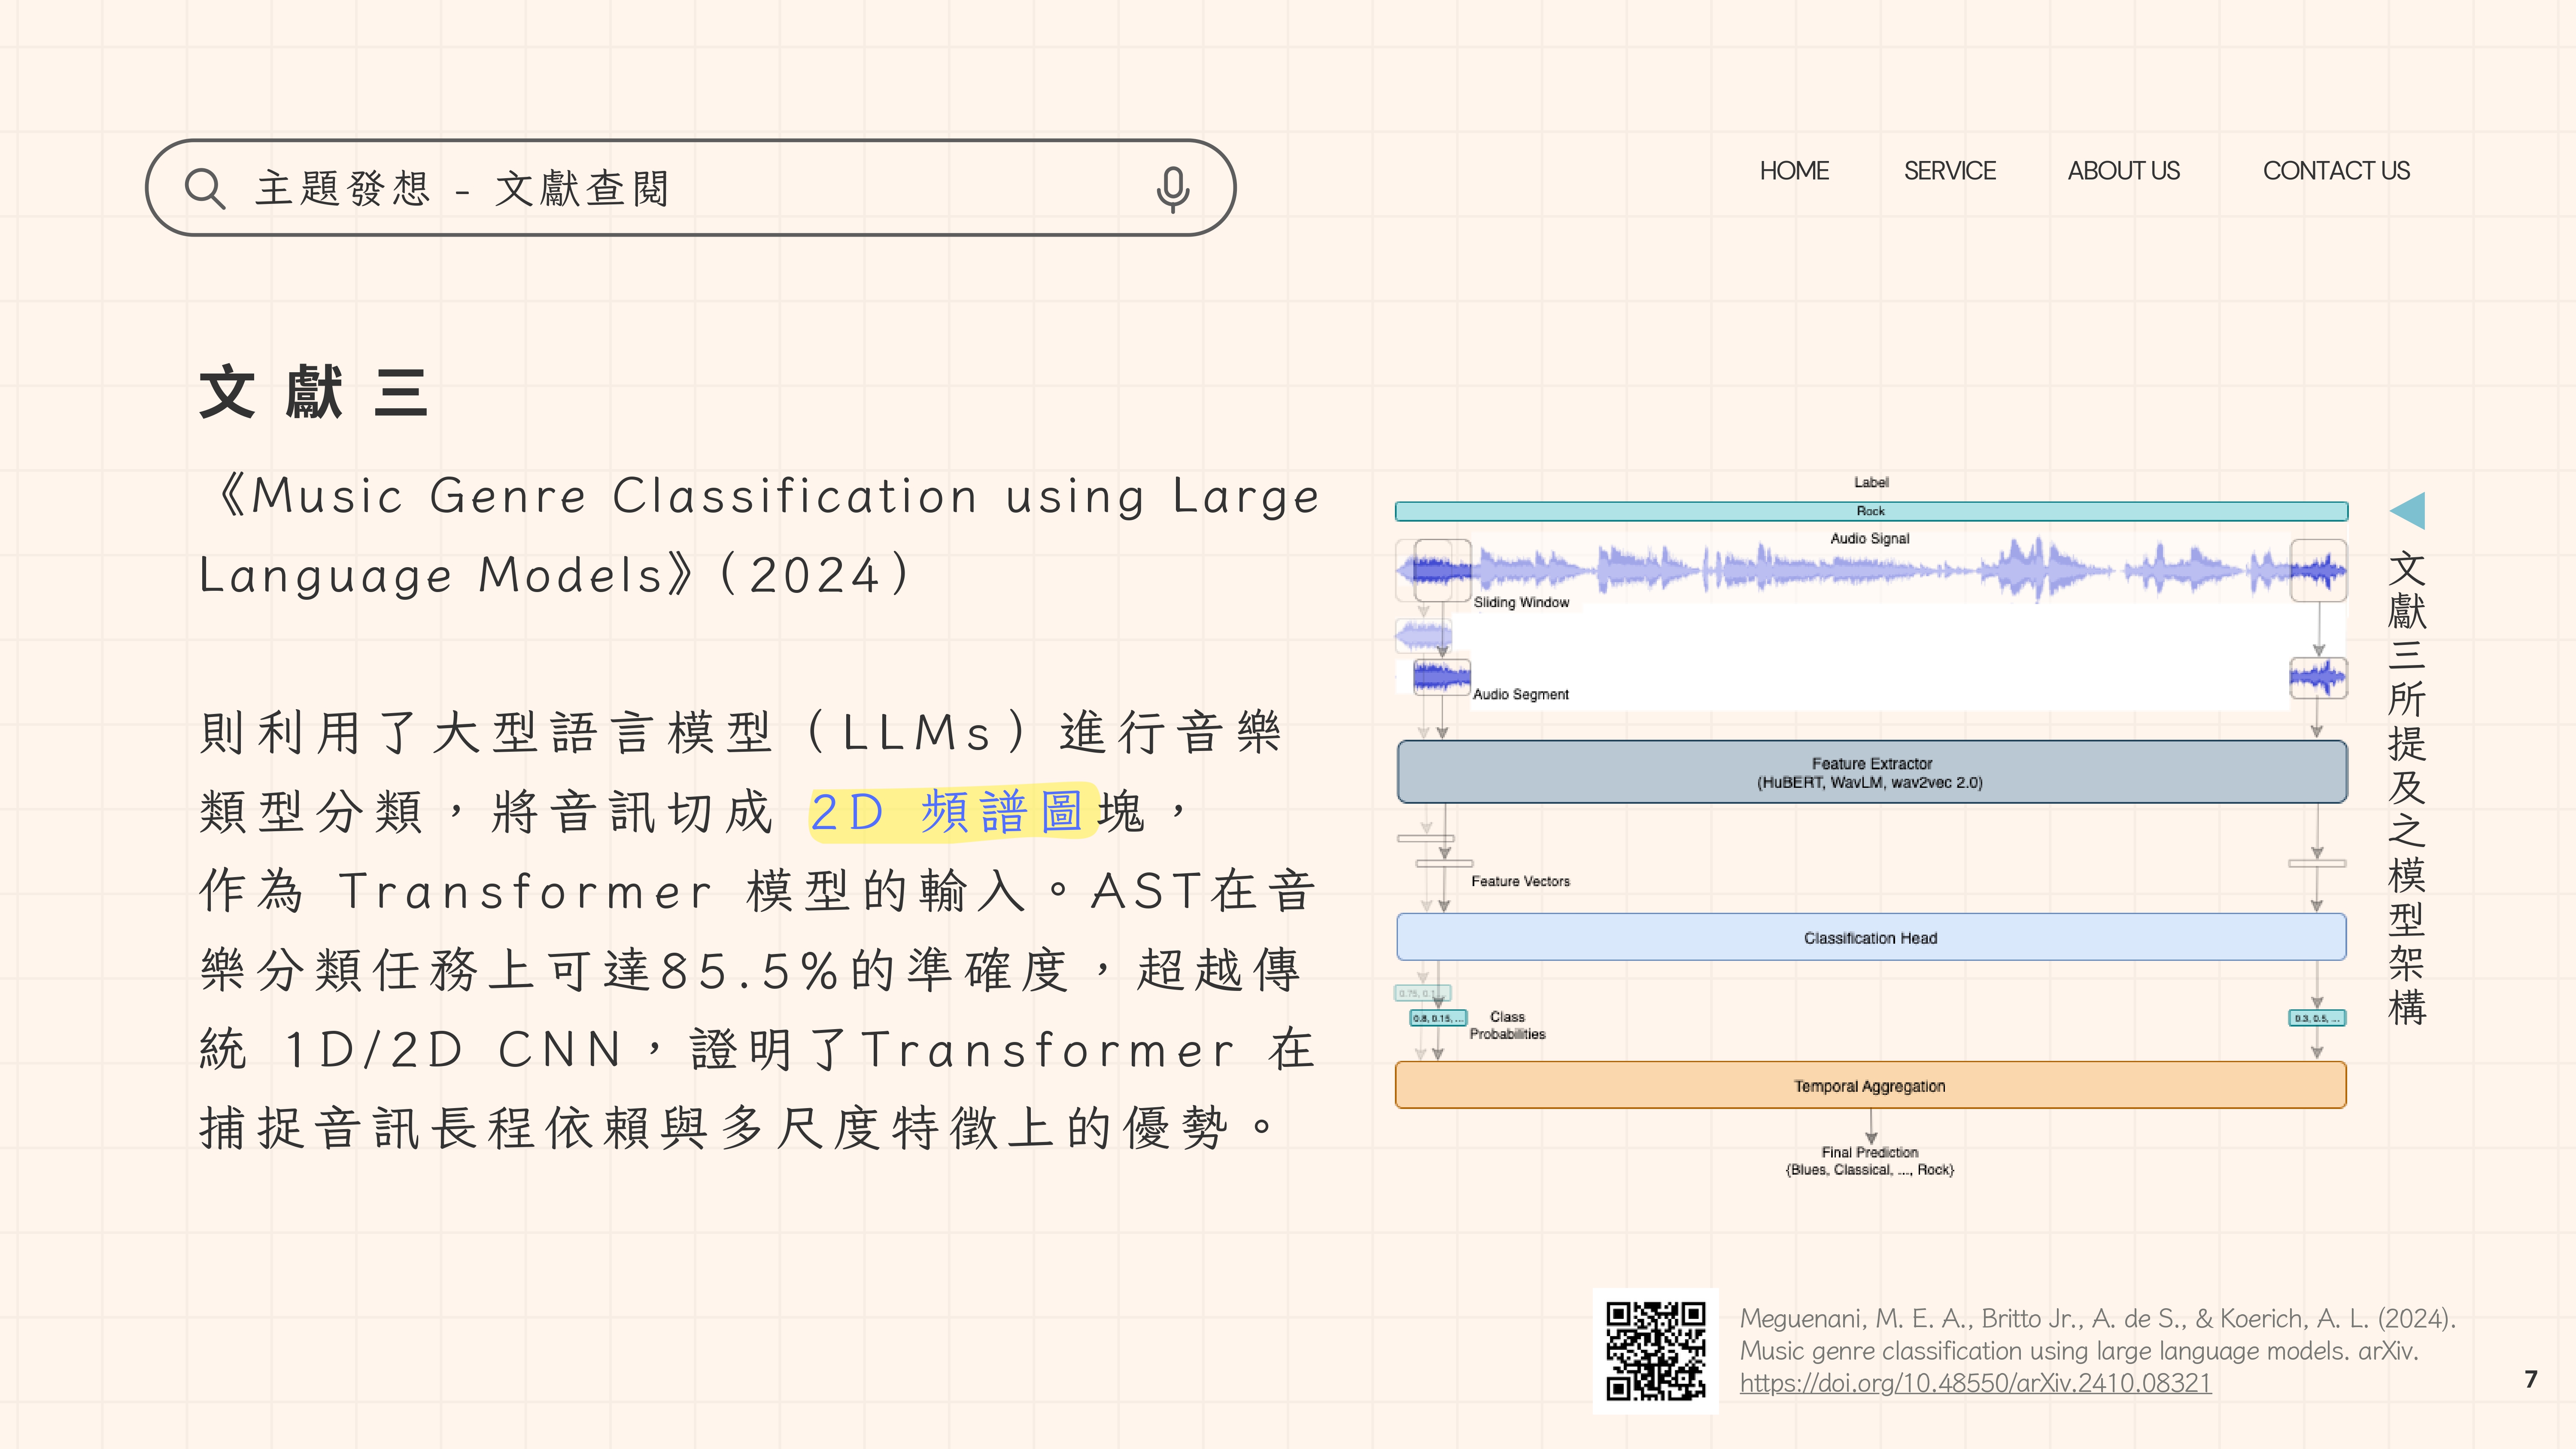 主題發想 - 文獻查閱
HOME
SERVICE
ABOUT US
CONTACT US
文獻三
《Music Genre Classification using Large
Language Models》(2024)
則利用了大型語言模型（LLMs）進行音樂
類型分類，將音訊切成 2D 頻譜圖塊，
作為 Transformer 模型的輸入。AST在音
樂分類任務上可達85.5%的準確度，超越傳
統 1D/2D CNN，證明了Transformer 在
捕捉音訊長程依賴與多尺度特徵上的優勢。
Label
Rock
Audio Signal
Sliding Window
Audio Segment
Feature Extractor
(HuBERT, WavLM, wav2vec 2.0)
Feature Vectors
Classification Head
0.75, 0.1
0.8, 0.15, ...
Class
Probabilities
0.3, 0.5, ...
Temporal Aggregation
Final Prediction
{Blues, Classical, ..., Rock}
文獻三所提及之模型架構
Meguenani, M. E. A., Britto Jr., A. de S., & Koerich, A. L. (2024).
Music genre classification using large language models. arXiv.
https://doi.org/10.48550/arXiv.2410.08321
7